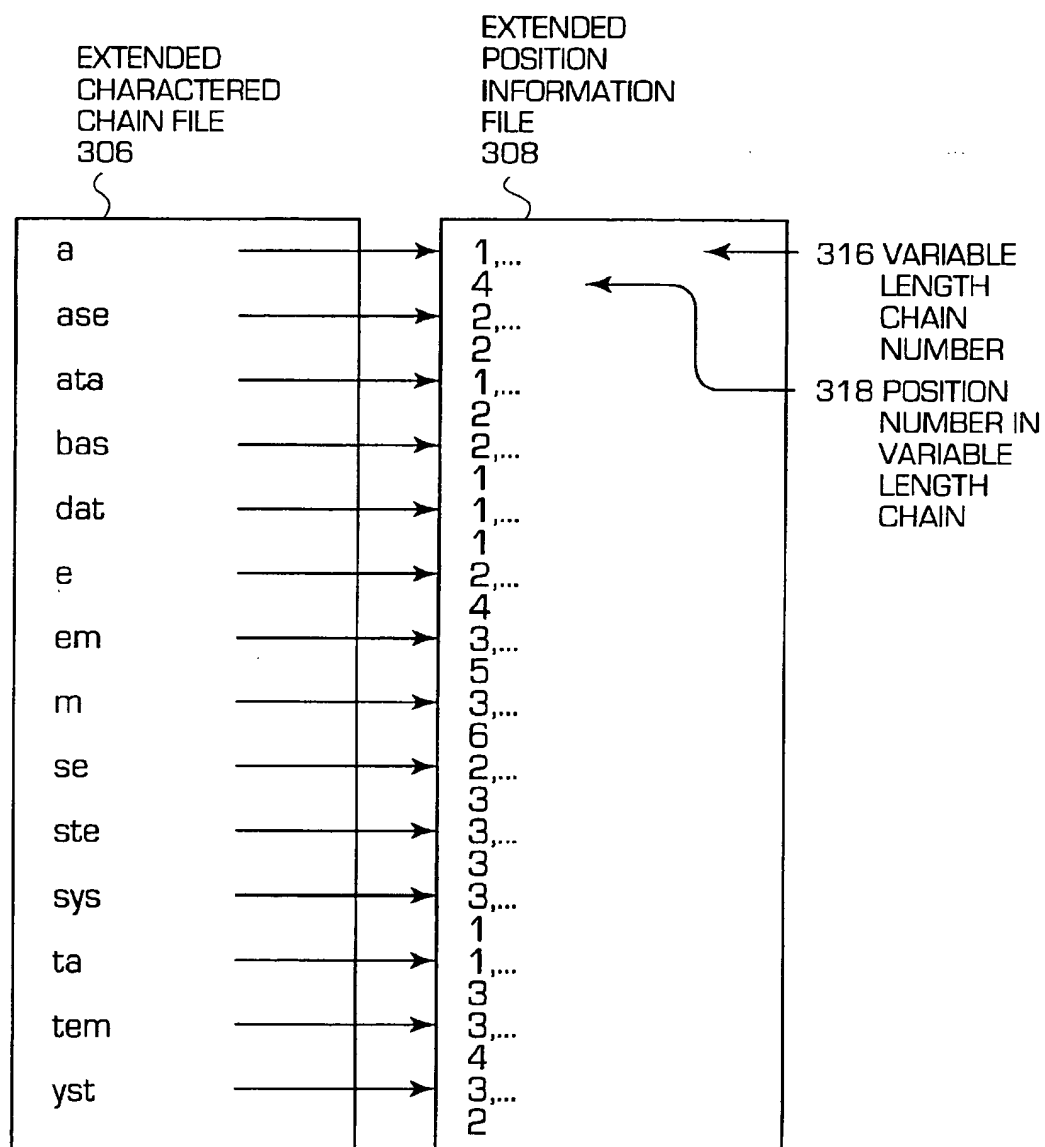 EXTENDED
CHARACTERED
CHAIN FILE
306
EXTENDED
POSITION
INFORMATION
FILE
308
a
1,...
4
ase
2,...
2
ata
1,...
2
bas
2,...
1
dat
1,...
1
e
2,...
4
em
3,...
5
m
3,...
6
se
2,...
3
ste
3,...
3
sys
3,...
1
ta
1,...
3
tem
3,...
4
yst
3,...
2
316 VARIABLE
LENGTH
CHAIN
NUMBER
318 POSITION
NUMBER IN
VARIABLE
LENGTH
CHAIN